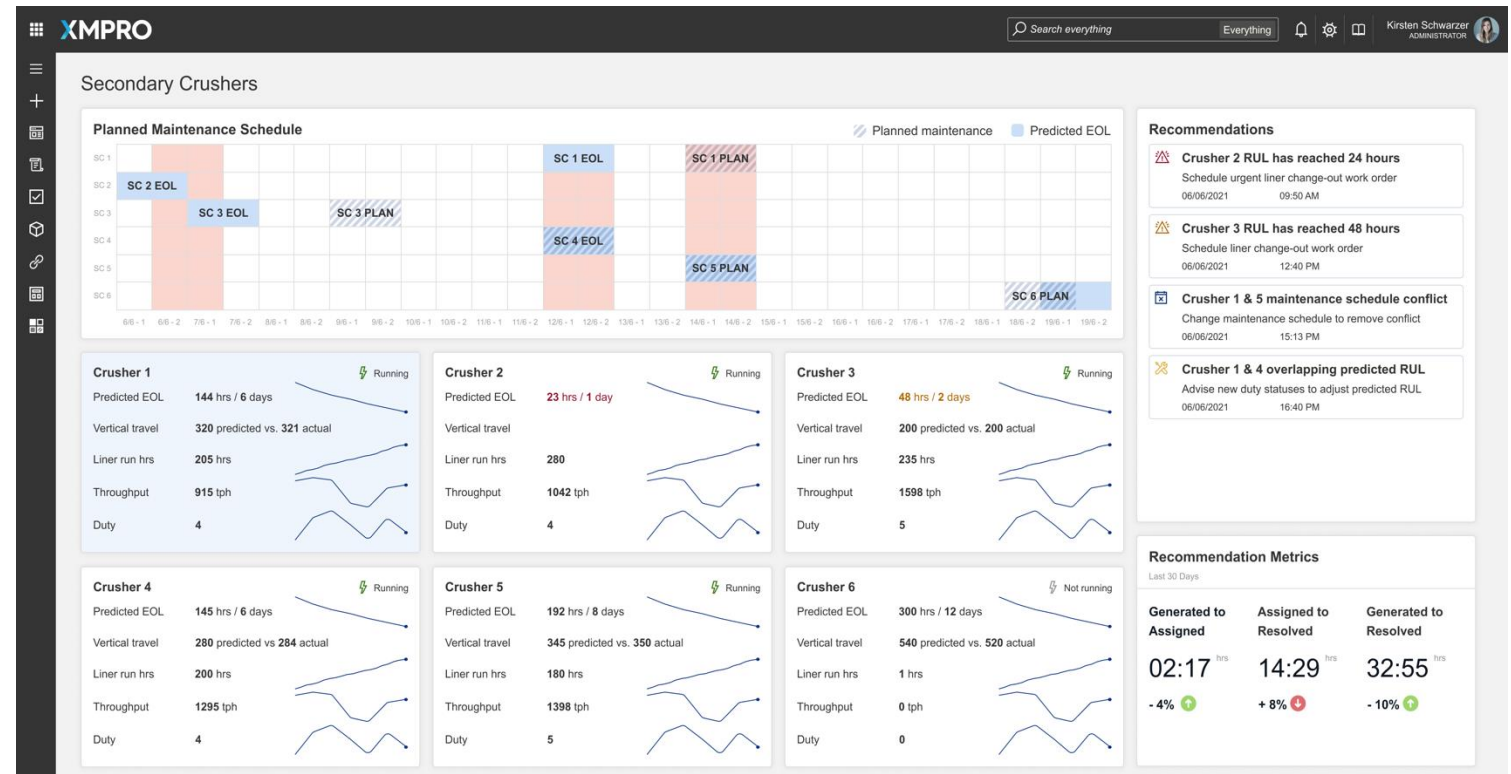 XMPRO
Search everything
Everything
Kirsten Schwarzer
ADMINISTRATOR
Secondary Crushers
Planned Maintenance Schedule
Planned maintenance
Predicted EOL
SC 1
SC 1 EOL
SC 1 PLAN
SC 2
SC 2 EOL
SC 3
SC 3 EOL
SC 3 PLAN
SC 4
SC 4 EOL
SC 5
SC 5 PLAN
SC 6
SC 6 PLAN
6/6 - 1 6/6 - 2 7/6 - 1 7/6 - 2 8/6 - 1 8/6 - 2 9/6 - 1 9/6 - 2 10/6 - 1 10/6 - 2 11/6 - 1 11/6 - 2 12/6 - 1 12/6 - 2 13/6 - 1 13/6 - 2 14/6 - 1 14/6 - 2 15/6 - 1 15/6 - 2 16/6 - 1 16/6 - 2 17/6 - 1 17/6 - 2 18/6 - 1 18/6 - 2 19/6 - 1 19/6 - 2
Recommendations
Crusher 2 RUL has reached 24 hours
Schedule urgent liner change-out work order
06/06/2021 09:50 AM
Crusher 3 RUL has reached 48 hours
Schedule liner change-out work order
06/06/2021 12:40 PM
Crusher 1 & 5 maintenance schedule conflict
Change maintenance schedule to remove conflict
06/06/2021 15:13 PM
Crusher 1 & 4 overlapping predicted RUL
Advise new duty statuses to adjust predicted RUL
06/06/2021 16:40 PM
Crusher 1
Running
Predicted EOL 144 hrs / 6 days
Vertical travel 320 predicted vs. 321 actual
Liner run hrs 205 hrs
Throughput 915 tph
Duty 4
Crusher 2
Running
Predicted EOL 23 hrs / 1 day
Vertical travel
Liner run hrs 280
Throughput 1042 tph
Duty 4
Crusher 3
Running
Predicted EOL 48 hrs / 2 days
Vertical travel 200 predicted vs. 200 actual
Liner run hrs 235 hrs
Throughput 1598 tph
Duty 5
Crusher 4
Running
Predicted EOL 145 hrs / 6 days
Vertical travel 280 predicted vs 284 actual
Liner run hrs 200 hrs
Throughput 1295 tph
Duty 4
Crusher 5
Running
Predicted EOL 192 hrs / 8 days
Vertical travel 345 predicted vs. 350 actual
Liner run hrs 180 hrs
Throughput 1398 tph
Duty 5
Crusher 6
Not running
Predicted EOL 300 hrs / 12 days
Vertical travel 540 predicted vs. 520 actual
Liner run hrs 1 hrs
Throughput 0 tph
Duty 0
Recommendation Metrics
Last 30 Days
Generated to Assigned
02:17 hrs
- 4%
Assigned to Resolved
14:29 hrs
+ 8%
Generated to Resolved
32:55 hrs
- 10%